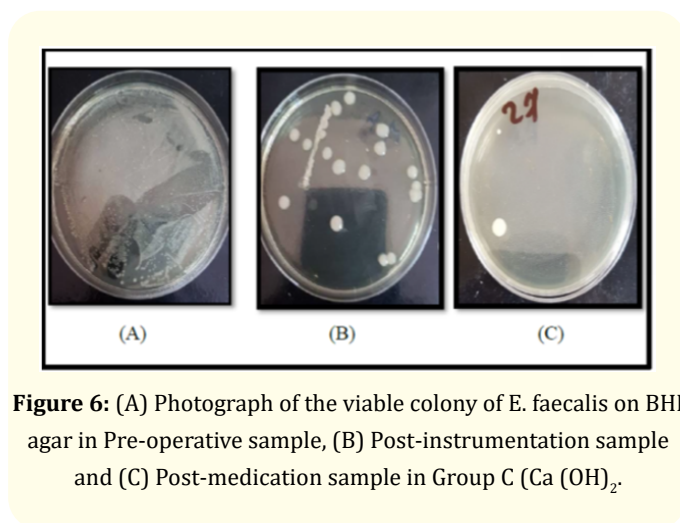 27
(A) (B) (C)
Figure 6: (A) Photograph of the viable colony of E. faecalis on BHI
agar in Pre-operative sample, (B) Post-instrumentation sample
and (C) Post-medication sample in Group C (Ca (OH)₂.